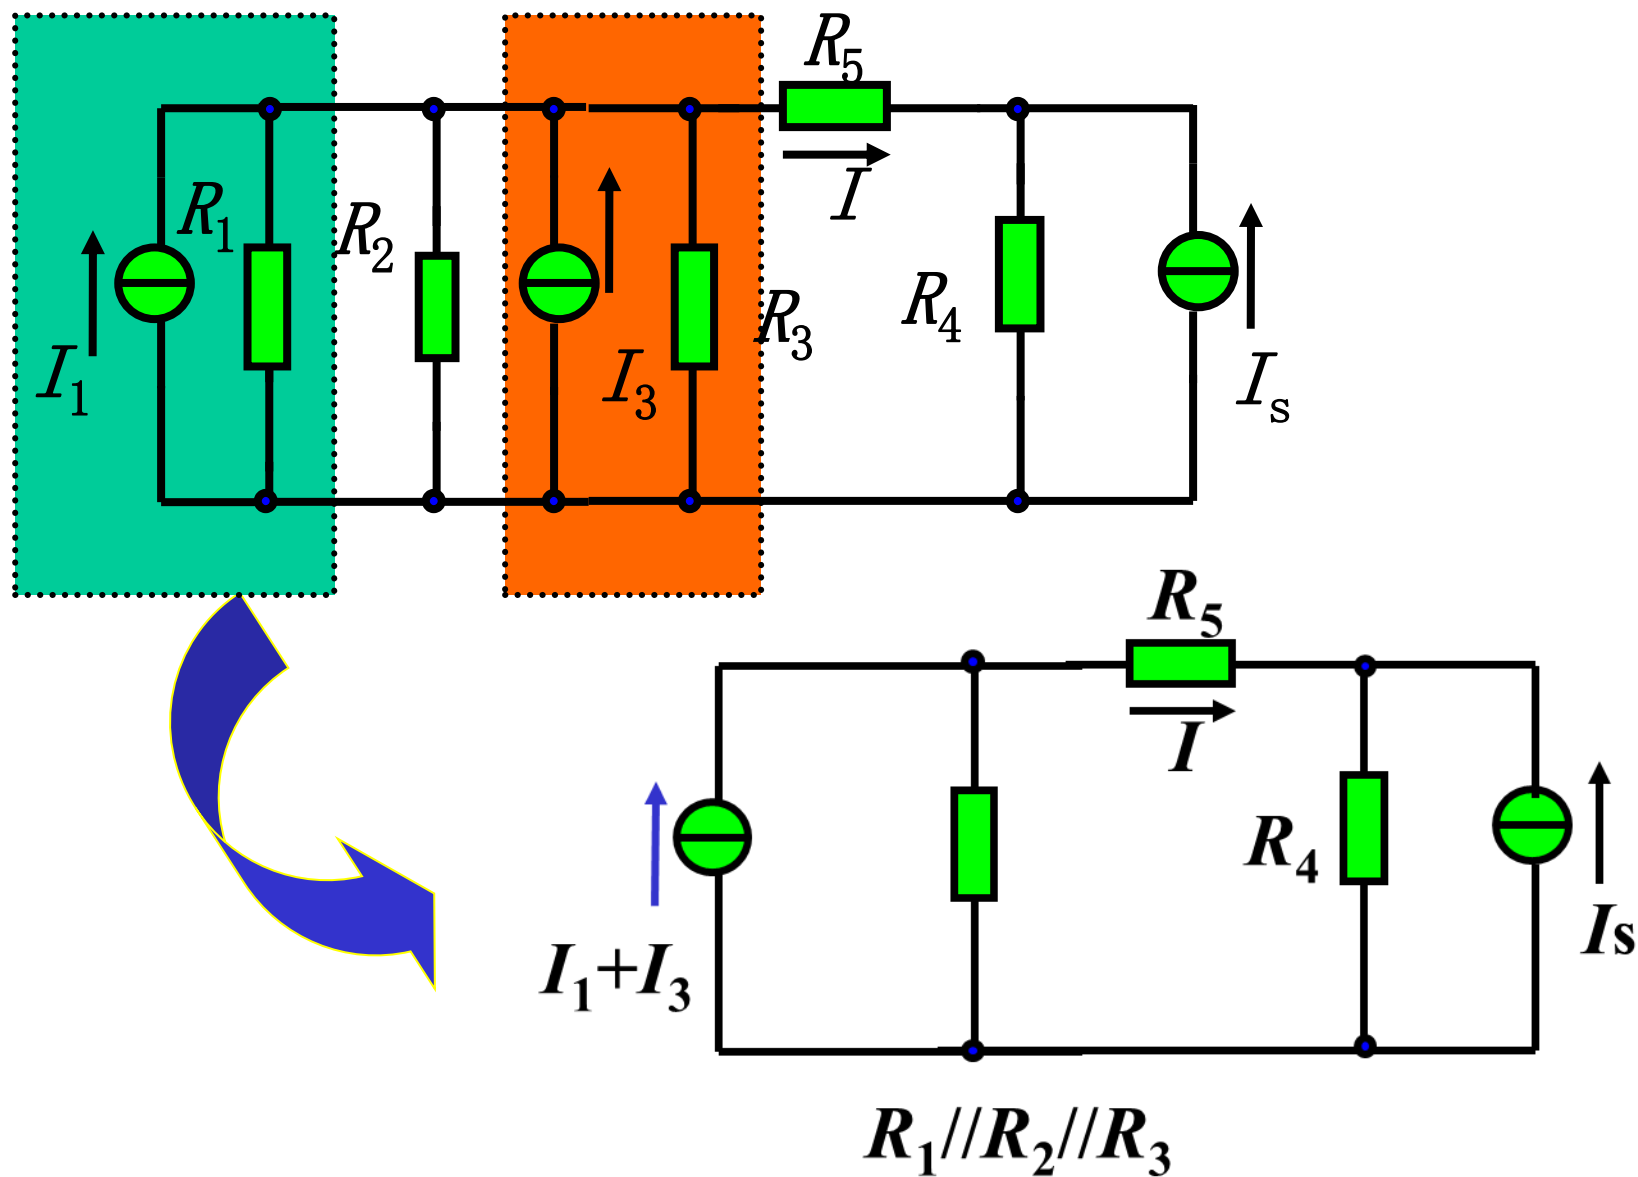 R₅
I
R₁
R₂
R₃
R₄
I₁
I₃
Iₛ
R₅
I
R₄
Is
I₁+I₃
R₁//R₂//R₃